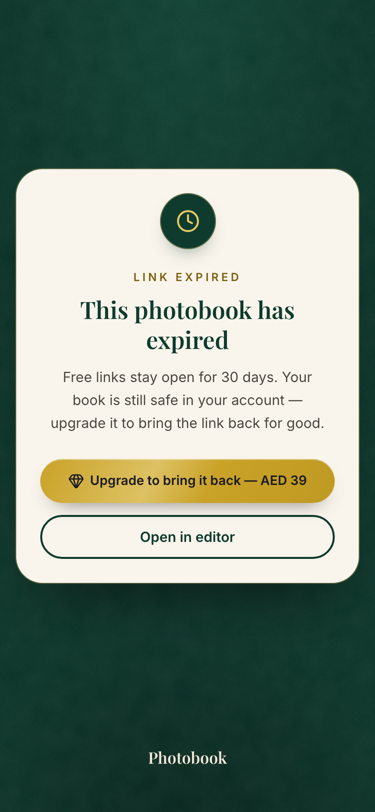 LINK EXPIRED
This photobook has
expired
Free links stay open for 30 days. Your
book is still safe in your account —
upgrade it to bring the link back for good.
Upgrade to bring it back — AED 39
Open in editor
Photobook